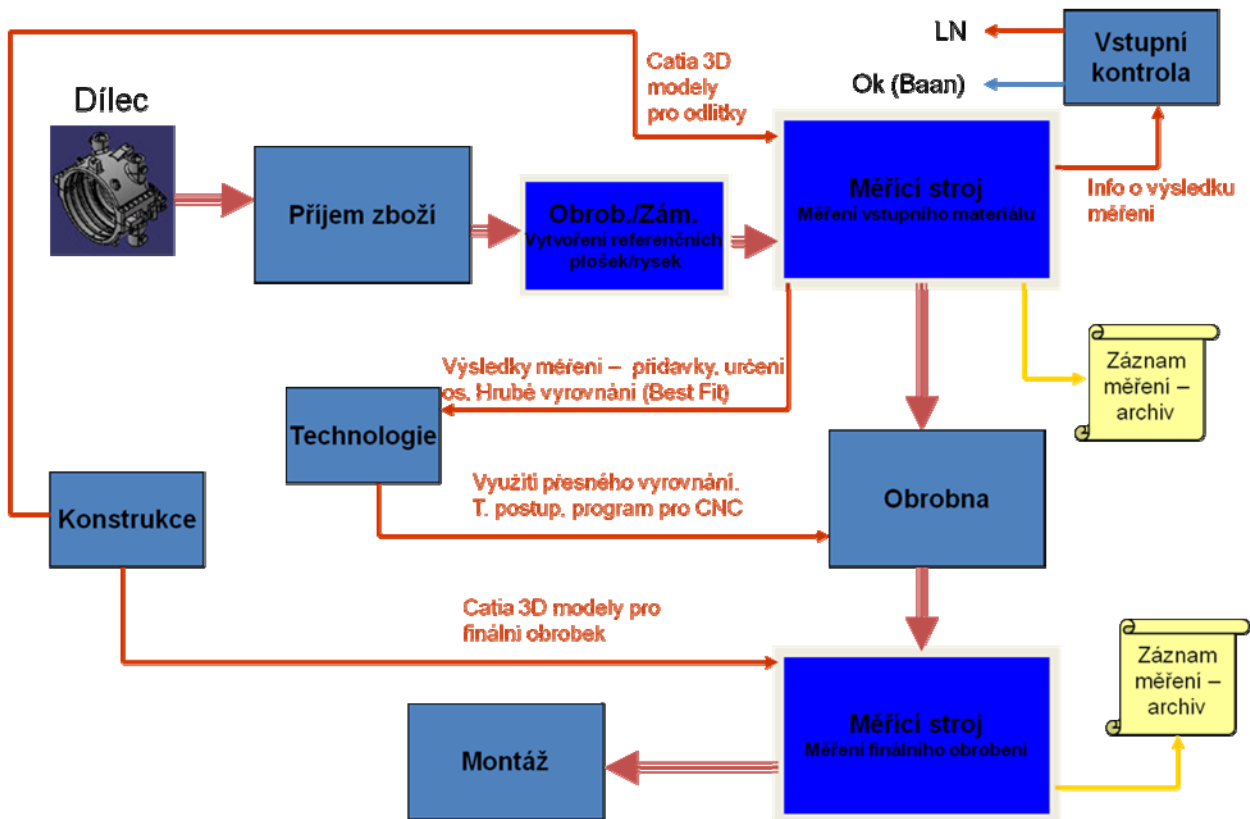 LN
Vstupní
kontrola
Ok (Baan)
Catia 3D
modely
pro odlitky
Dílec
Příjem zboží
Obrob./Zám.
Vytvoření referenčních
plošek/rysek
Měřící stroj
Měření vstupního materiálu
Info o výsledku
měření
Výsledky měření – přídavky, určení
os. Hrubé vyrovnání (Best Fit)
Záznam
měření –
archiv
Technologie
Využití přesného vyrovnání.
T. postup, program pro CNC
Obrobna
Konstrukce
Catia 3D modely pro
finální obrobek
Záznam
měření –
archiv
Měřící stroj
Měření finálního obrobení
Montáž